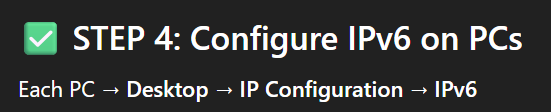 ✅ STEP 4: Configure IPv6 on PCs
Each PC → Desktop → IP Configuration → IPv6